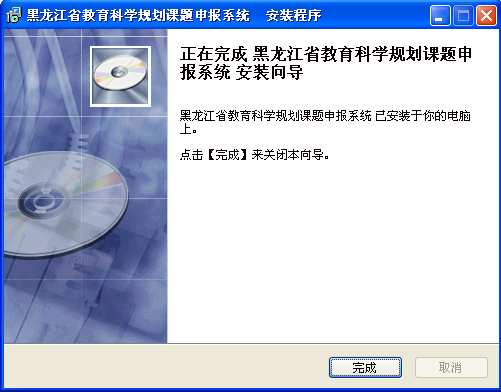 黑龙江省教育科学规划课题申报系统 安装程序
正在完成 黑龙江省教育科学规划课题申
报系统 安装向导
黑龙江省教育科学规划课题申报系统 已安装于你的电脑
上。
点击【完成】来关闭本向导。
完成
取消